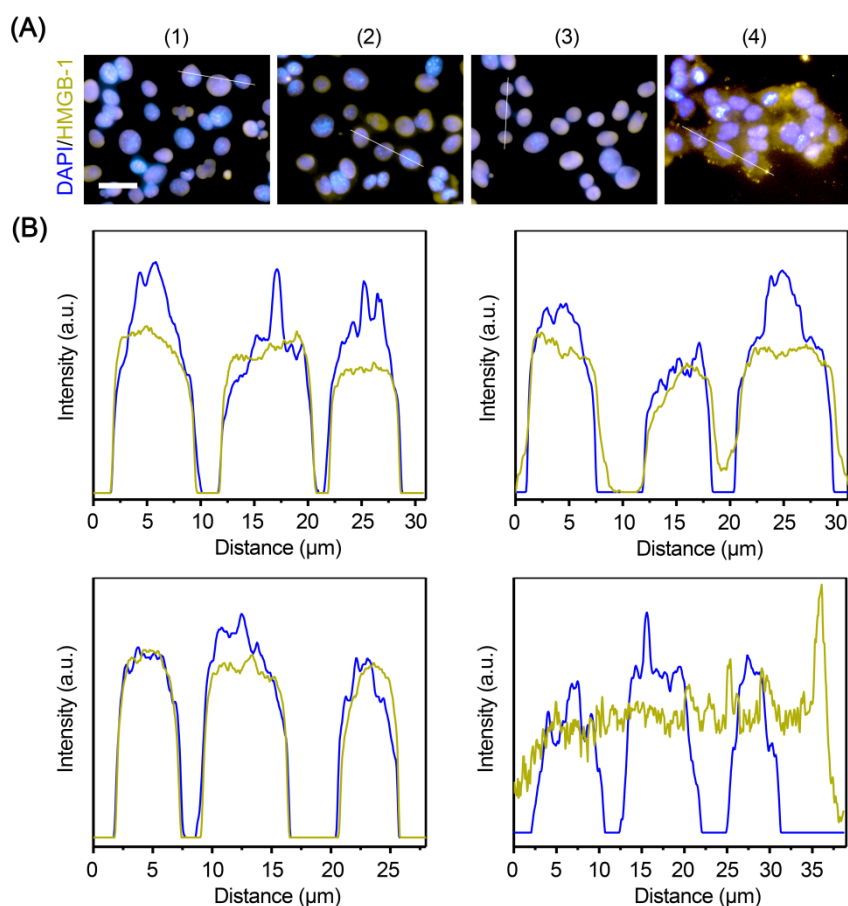 (A)
(1) (2) (3) (4)
DAPI/HMGB-1
(B)
Intensity (a.u.)
0 5 10 15 20 25 30
Distance (μm)
Intensity (a.u.)
0 5 10 15 20 25 30
Distance (μm)
Intensity (a.u.)
0 5 10 15 20 25
Distance (μm)
Intensity (a.u.)
0 5 10 15 20 25 30 35
Distance (μm)